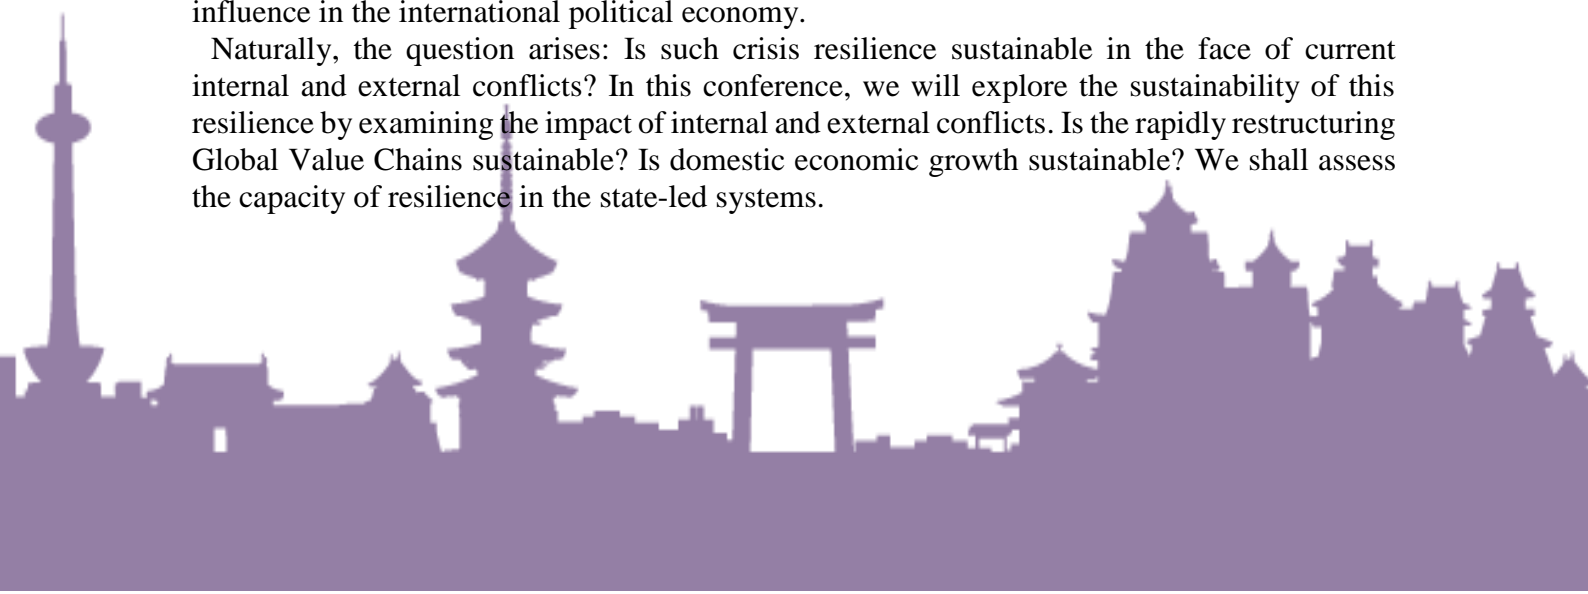 influence in the international political economy.
Naturally, the question arises: Is such crisis resilience sustainable in the face of current
internal and external conflicts? In this conference, we will explore the sustainability of this
resilience by examining the impact of internal and external conflicts. Is the rapidly restructuring
Global Value Chains sustainable? Is domestic economic growth sustainable? We shall assess
the capacity of resilience in the state-led systems.